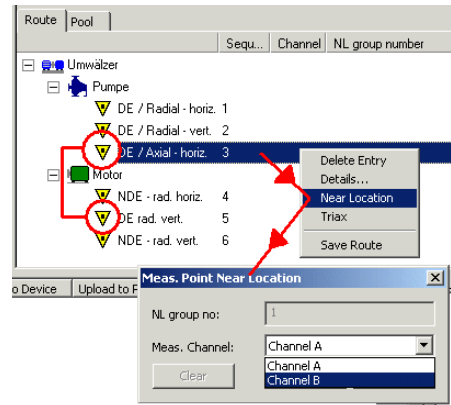 Route Pool
Sequ... Channel NL group number
Umwälzer
Pumpe
DE / Radial - horiz. 1
DE / Radial - vert. 2
DE / Axial - horiz. 3
Motor
NDE - rad. horiz. 4
DE rad. vert. 5
NDE - rad. vert. 6
Delete Entry
Details...
Near Location
Triax
Save Route
o Device Upload to
Meas. Point Near Location
NL group no: 1
Meas. Channel: Channel A
Channel A
Channel B
Clear